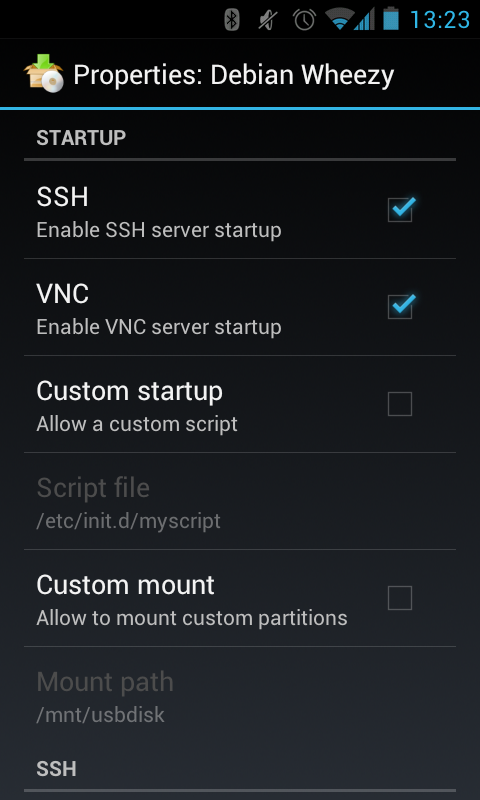 13:23
Properties: Debian Wheezy
STARTUP
SSH
Enable SSH server startup
VNC
Enable VNC server startup
Custom startup
Allow a custom script
Script file
/etc/init.d/myscript
Custom mount
Allow to mount custom partitions
Mount path
/mnt/usbdisk
SSH